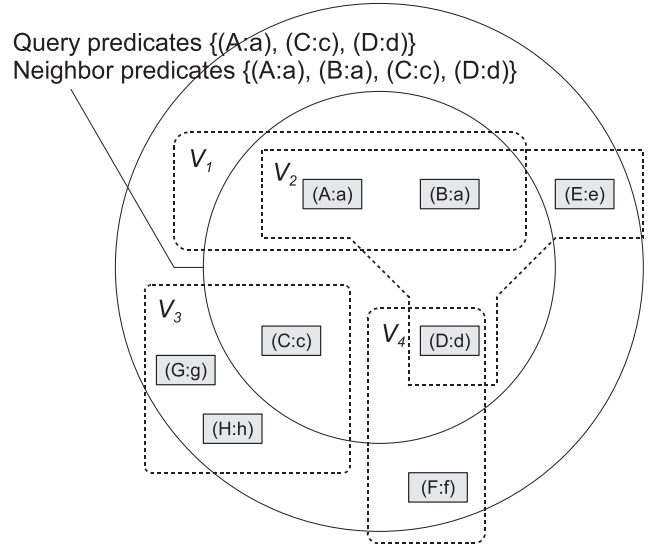 Query predicates {(A:a), (C:c), (D:d)}
Neighbor predicates {(A:a), (B:a), (C:c), (D:d)}
V1
V2
(A:a)
(B:a)
(E:e)
V3
(C:c)
V4
(D:d)
(G:g)
(H:h)
(F:f)